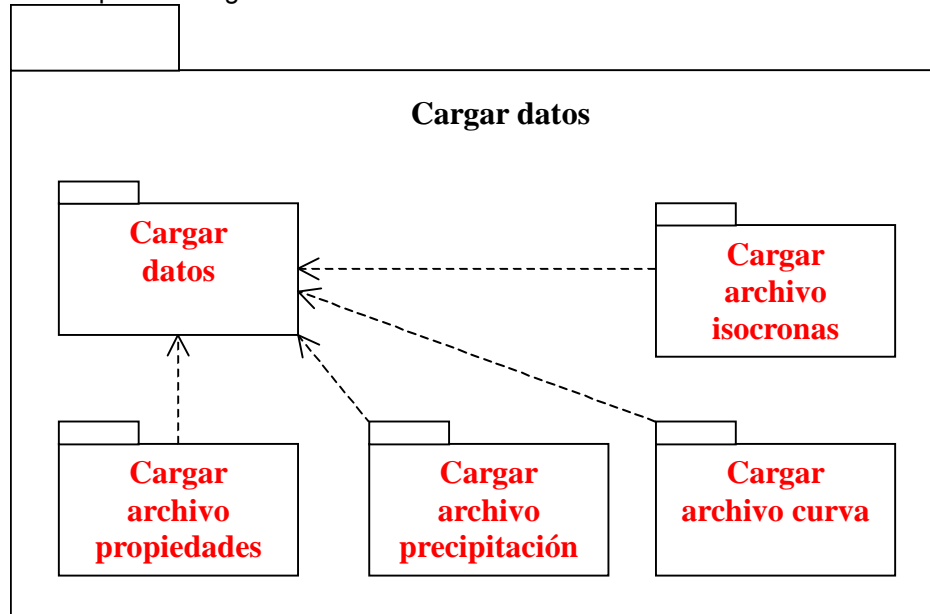 Cargar datos
Cargar
datos
Cargar
archivo
isocronas
Cargar
archivo
propiedades
Cargar
archivo
precipitación
Cargar
archivo curva